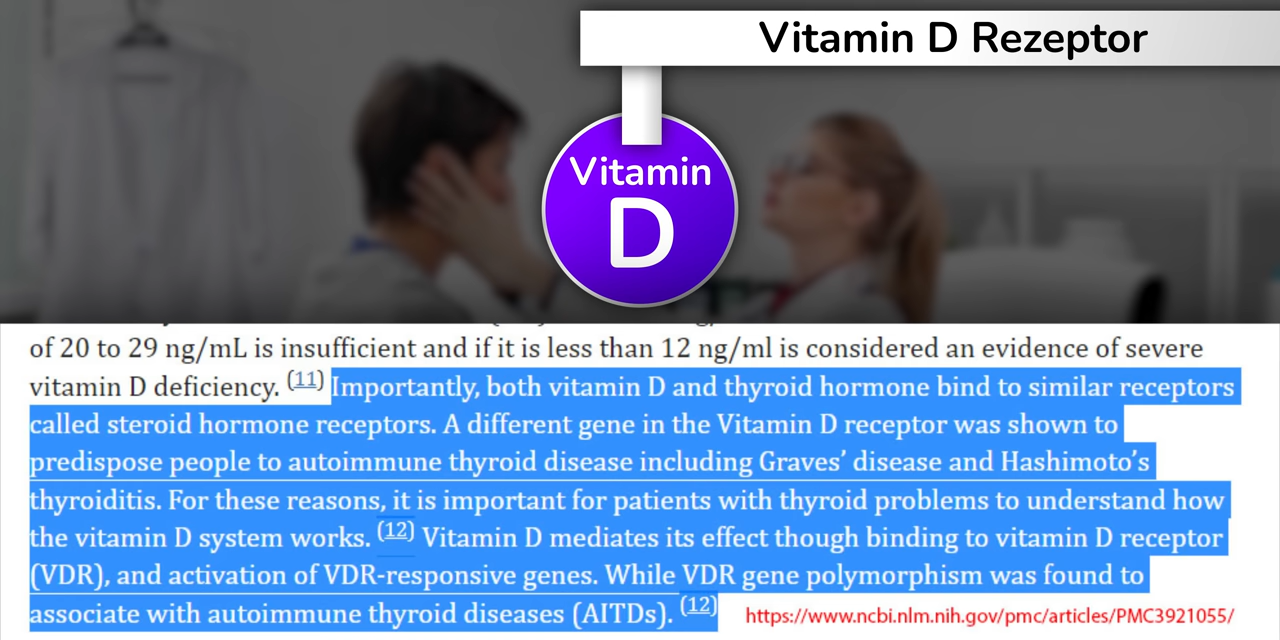 Vitamin D Rezeptor
Vitamin
D
of 20 to 29 ng/mL is insufficient and if it is less than 12 ng/ml is considered an evidence of severe
vitamin D deficiency. (11) Importantly, both vitamin D and thyroid hormone bind to similar receptors
called steroid hormone receptors. A different gene in the Vitamin D receptor was shown to
predispose people to autoimmune thyroid disease including Graves’ disease and Hashimoto’s
thyroiditis. For these reasons, it is important for patients with thyroid problems to understand how
the vitamin D system works. (12) Vitamin D mediates its effect though binding to vitamin D receptor
(VDR), and activation of VDR-responsive genes. While VDR gene polymorphism was found to
associate with autoimmune thyroid diseases (AITDs). (12) https://www.ncbi.nlm.nih.gov/pmc/articles/PMC3921055/